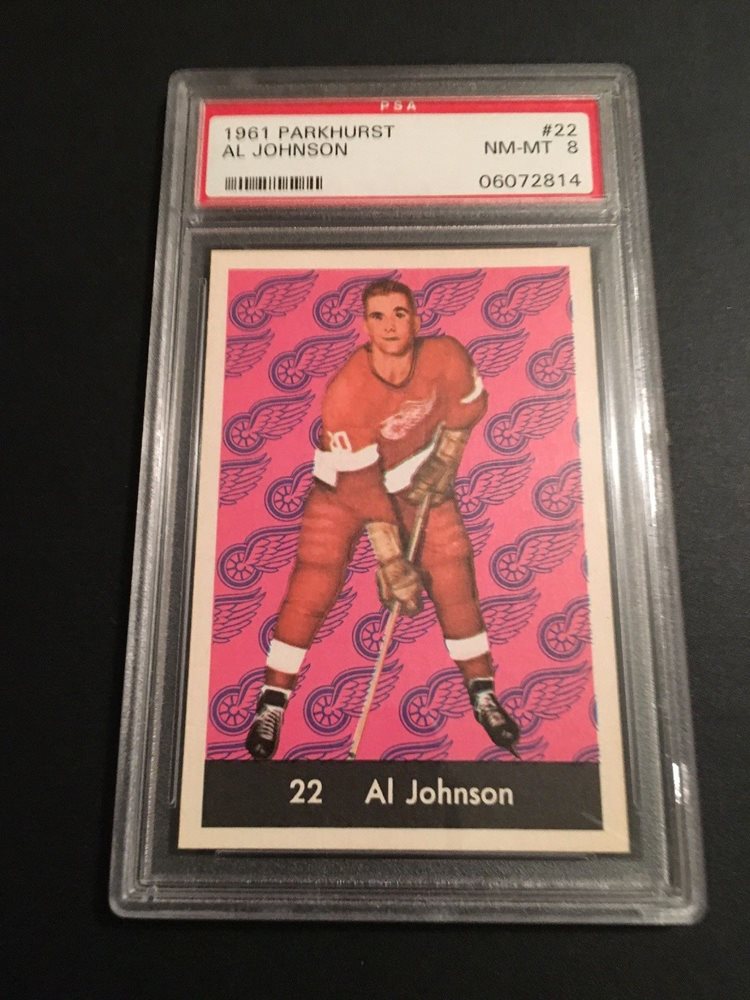 PSA
1961 PARKHURST #22
AL JOHNSON NM-MT 8
06072814
22 Al Johnson